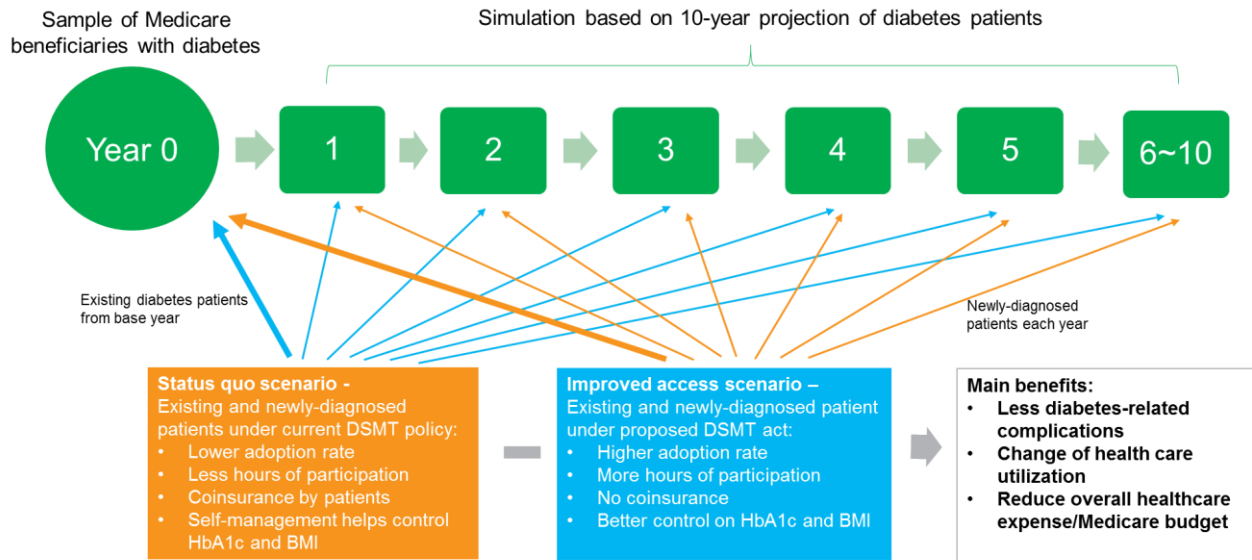 Sample of Medicare
beneficiaries with diabetes
Simulation based on 10-year projection of diabetes patients
Year 0
1
2
3
4
5
6~10
Existing diabetes patients
from base year
Newly-diagnosed
patients each year
Status quo scenario -
Existing and newly-diagnosed
patients under current DSMT policy:
• Lower adoption rate
• Less hours of participation
• Coinsurance by patients
• Self-management helps control
HbA1c and BMI
Improved access scenario –
Existing and newly-diagnosed patient
under proposed DSMT act:
• Higher adoption rate
• More hours of participation
• No coinsurance
• Better control on HbA1c and BMI
Main benefits:
• Less diabetes-related
complications
• Change of health care
utilization
• Reduce overall healthcare
expense/Medicare budget